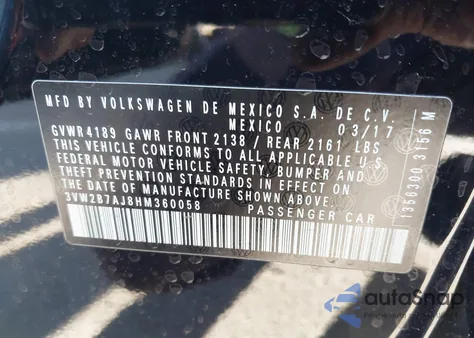 MFD BY VOLKSWAGEN DE MEXICO S.A. DE C.V.
MEXICO 03/17
GVWR4189 GAWR FRONT 2138 / REAR 2161 LBS
THIS VEHICLE CONFORMS TO ALL APPLICABLE U.S.
FEDERAL MOTOR VEHICLE SAFETY, BUMPER AND
THEFT PREVENTION STANDARDS IN EFFECT ON
THE DATE OF MANUFACTURE SHOWN ABOVE.
3VW2B7AJ8HM360058 PASSENGER CAR
M
autoSnap